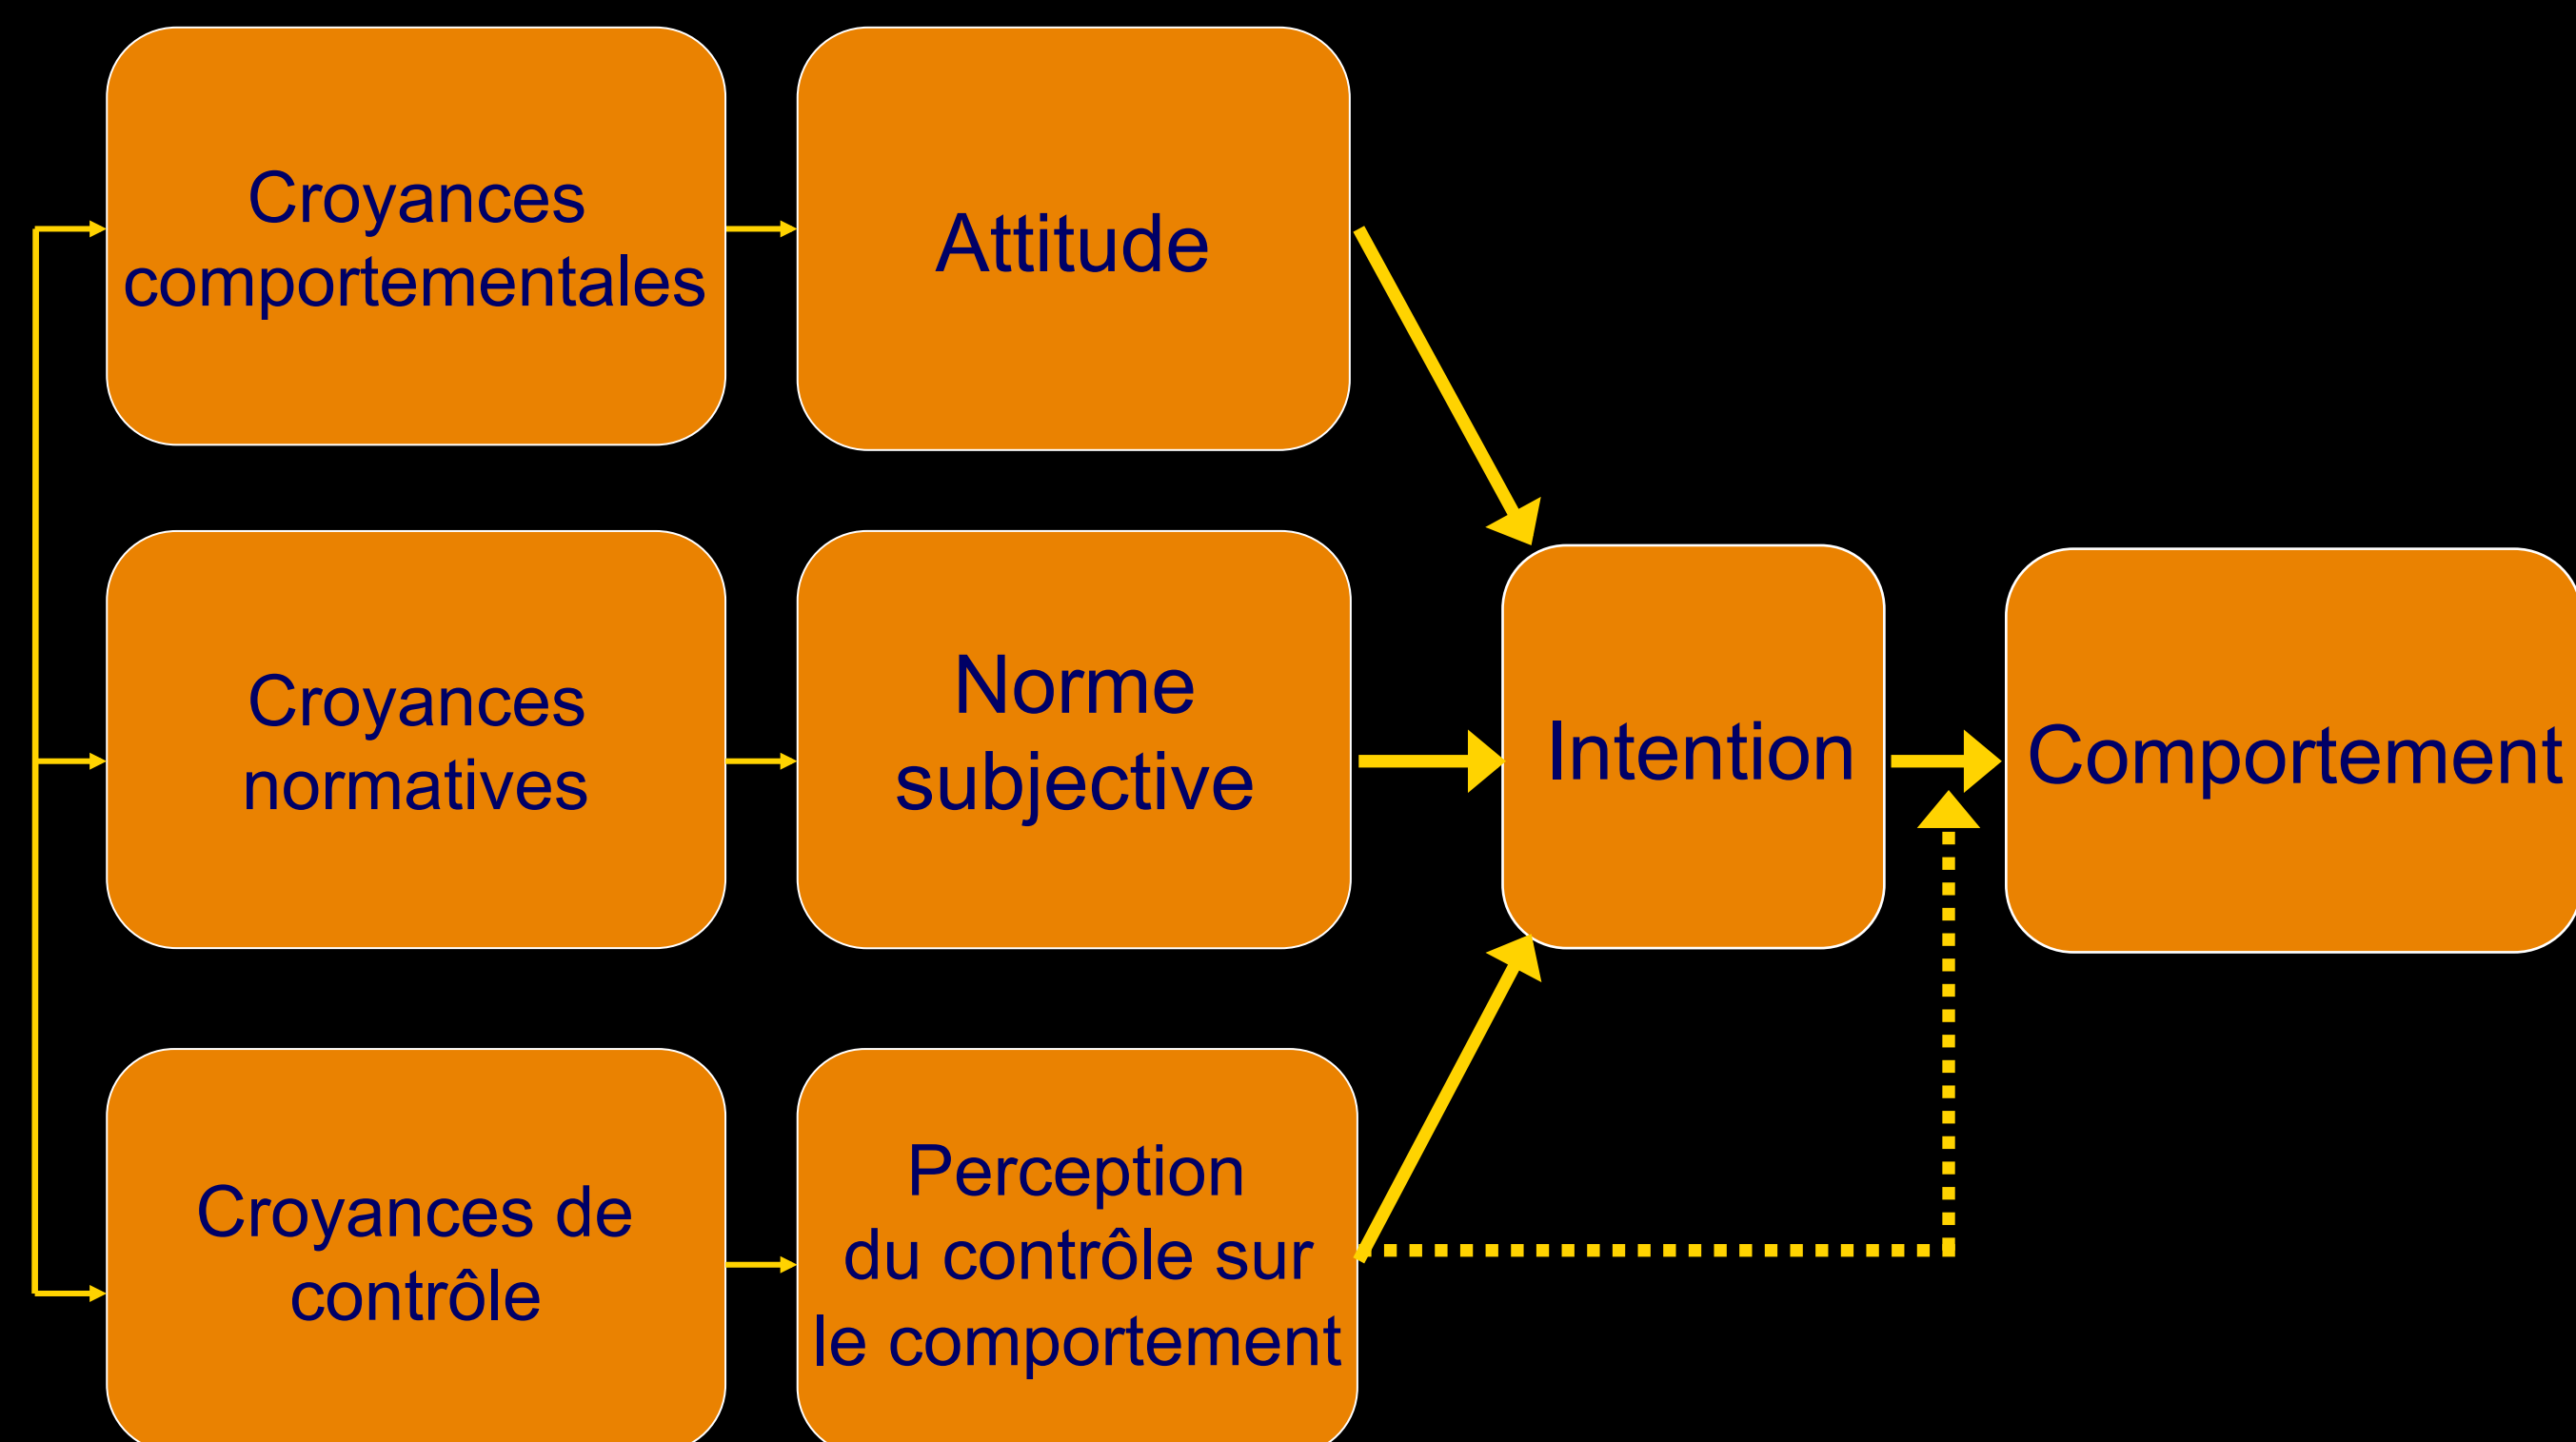 Croyances
comportementales
Attitude
Croyances
normatives
Norme
subjective
Intention
Comportement
Croyances de
contrôle
Perception
du contrôle sur
le comportement